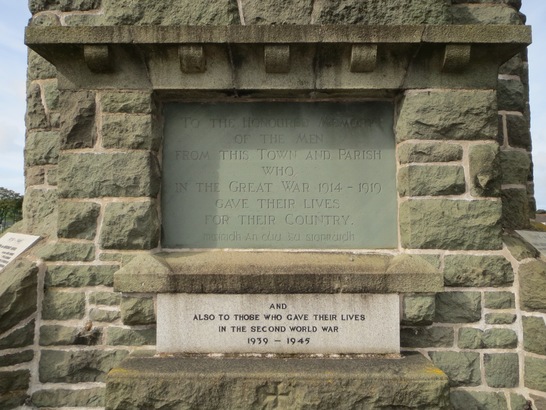 To the Honoured Memory
of the Men
from this Town and Parish
who
in the Great War 1914-1919
gave their lives
for their Country.
AND
ALSO TO THOSE WHO GAVE THEIR LIVES
IN THE SECOND WORLD WAR
1939 – 1945